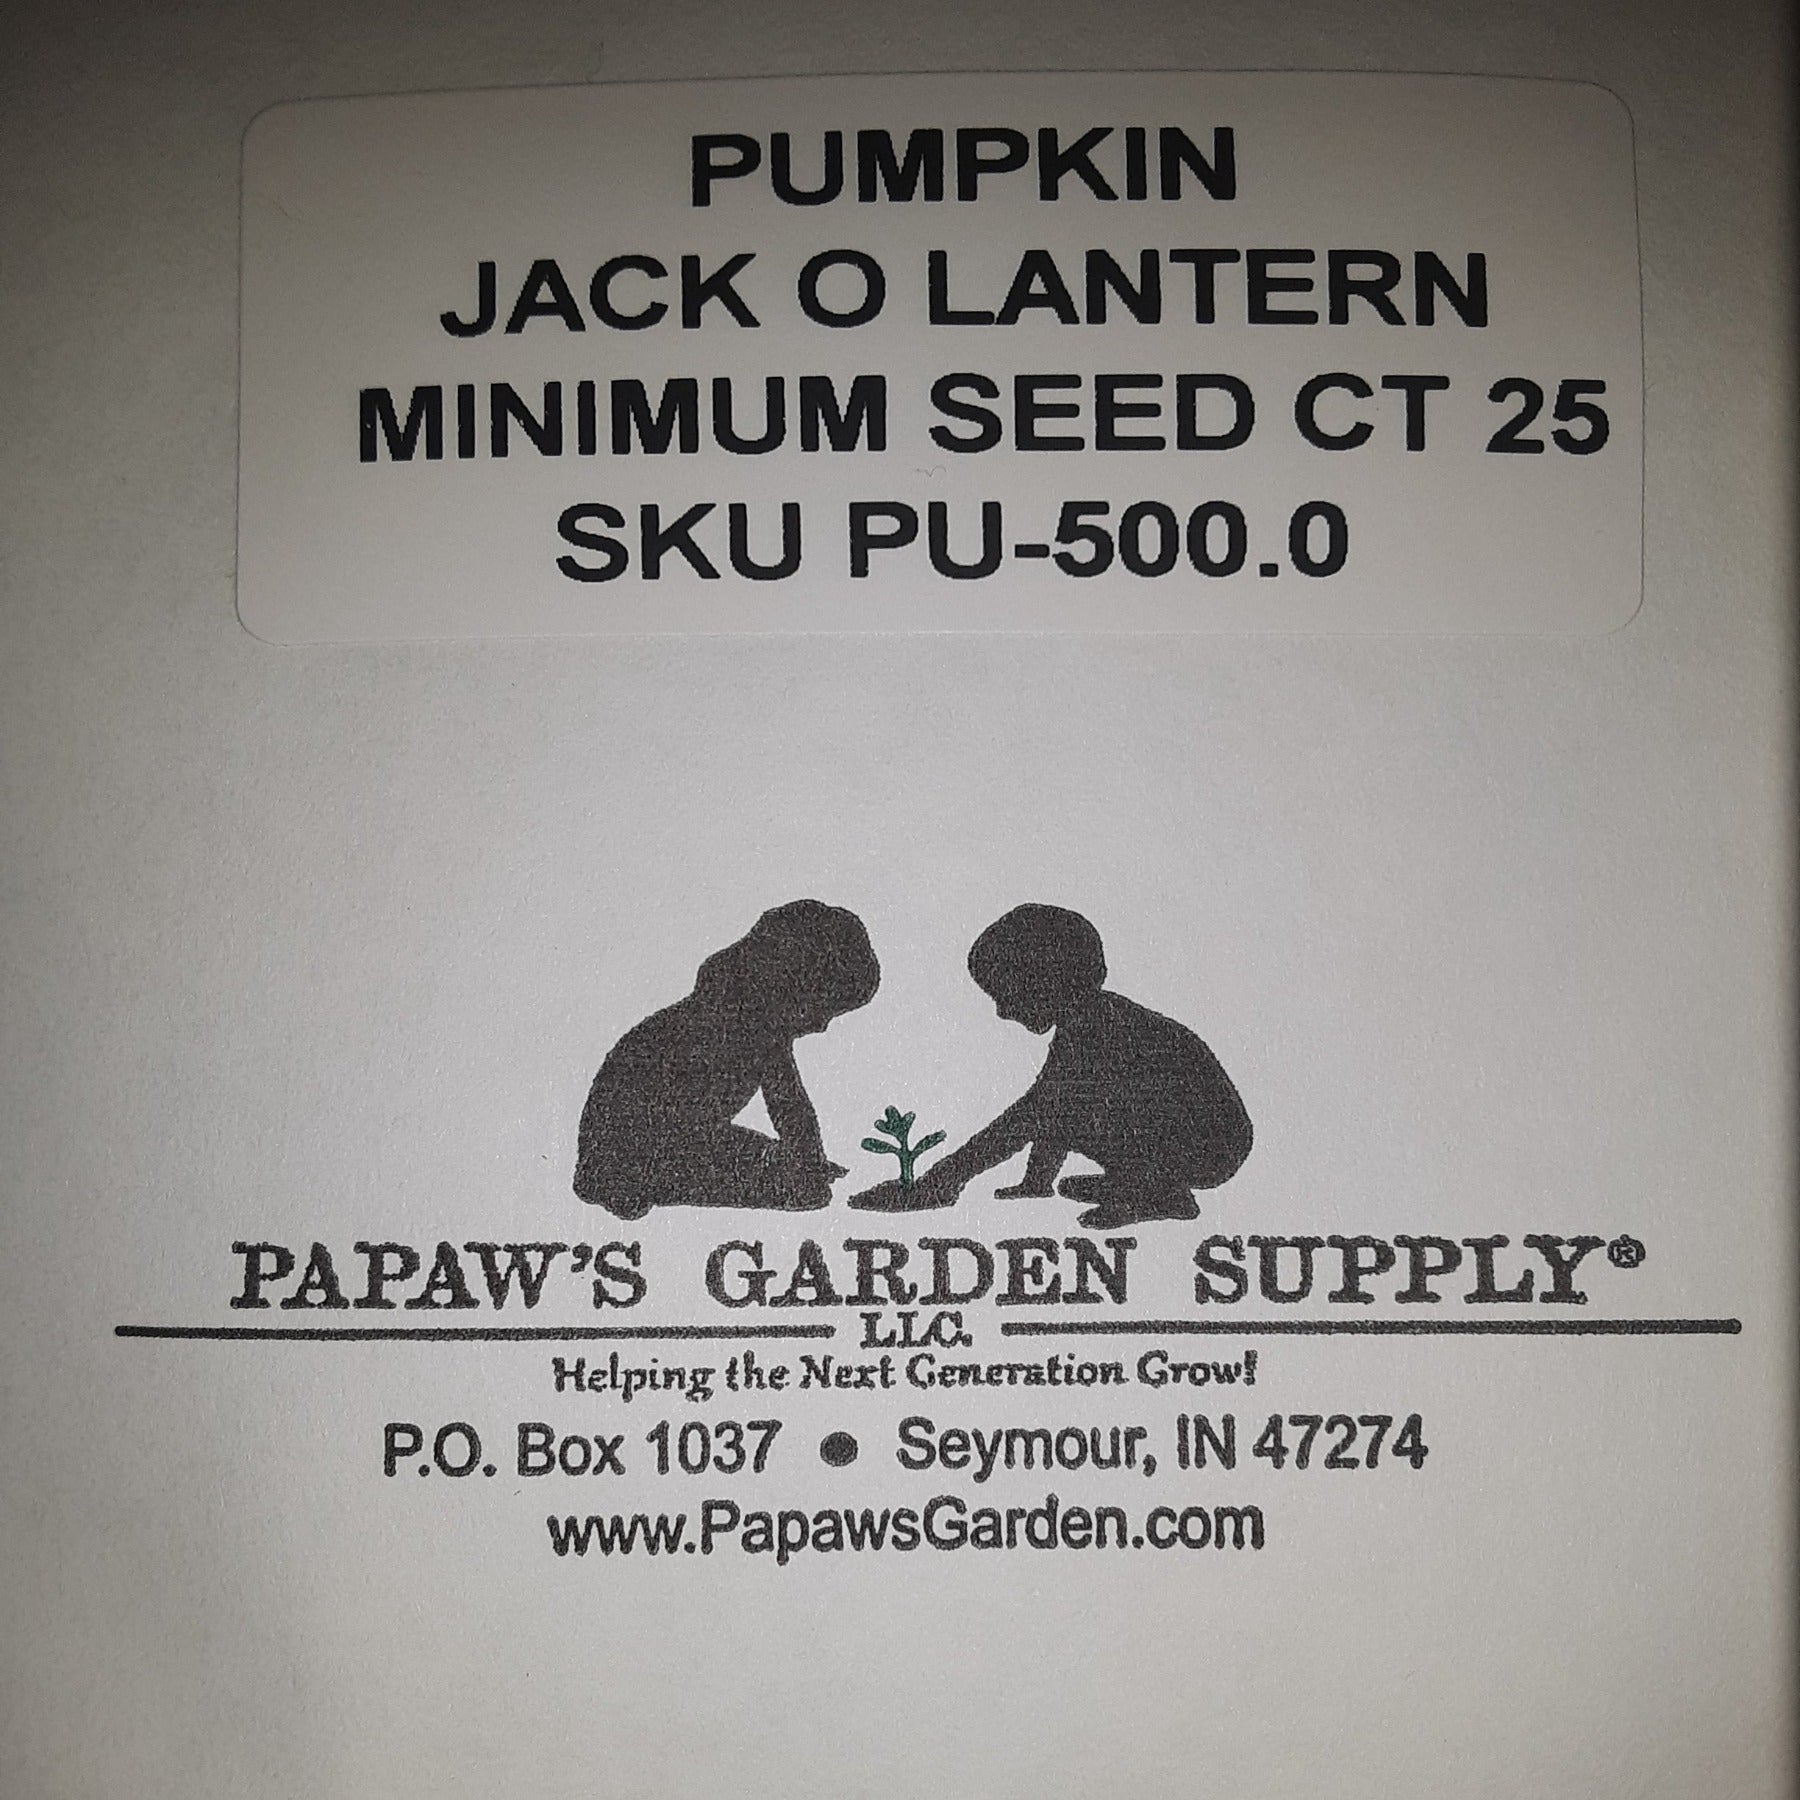 PUMPKIN
JACK O LANTERN
MINIMUM SEED CT 25
SKU PU-500.0
PAPAW'S GARDEN SUPPLY®
LLC.
Helping the Next Generation Grow!
P.O. Box 1037 ● Seymour, IN 47274
www.PapawsGarden.com